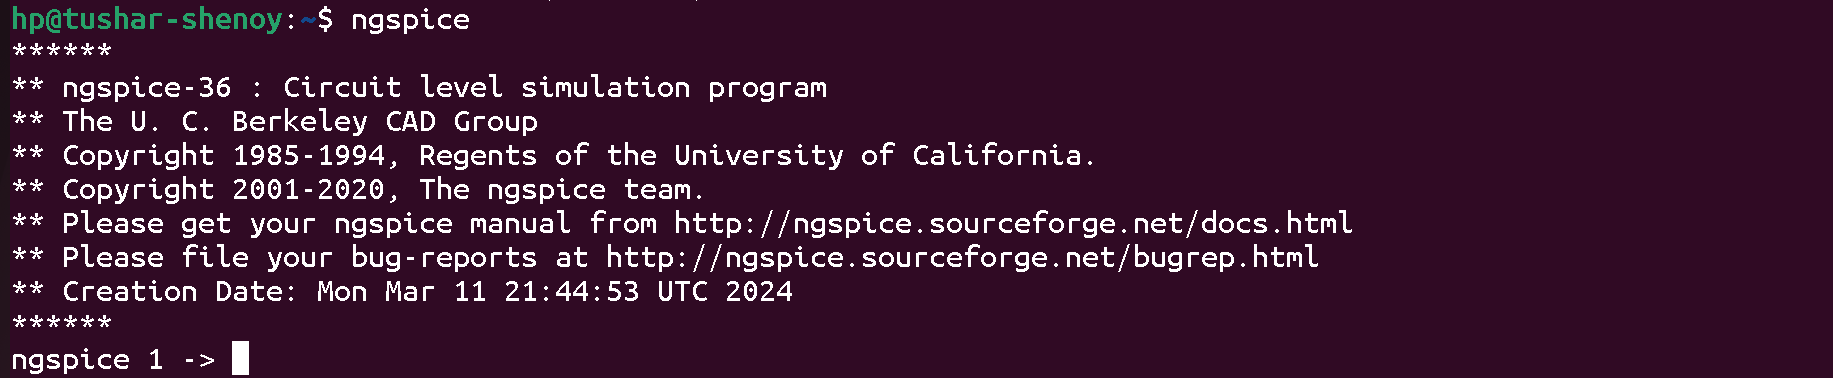 hp@tushar-shenoy:~$ ngspice
******
** ngspice-36 : Circuit level simulation program
** The U. C. Berkeley CAD Group
** Copyright 1985-1994, Regents of the University of California.
** Copyright 2001-2020, The ngspice team.
** Please get your ngspice manual from http://ngspice.sourceforge.net/docs.html
** Please file your bug-reports at http://ngspice.sourceforge.net/bugrep.html
** Creation Date: Mon Mar 11 21:44:53 UTC 2024
******
ngspice 1 ->